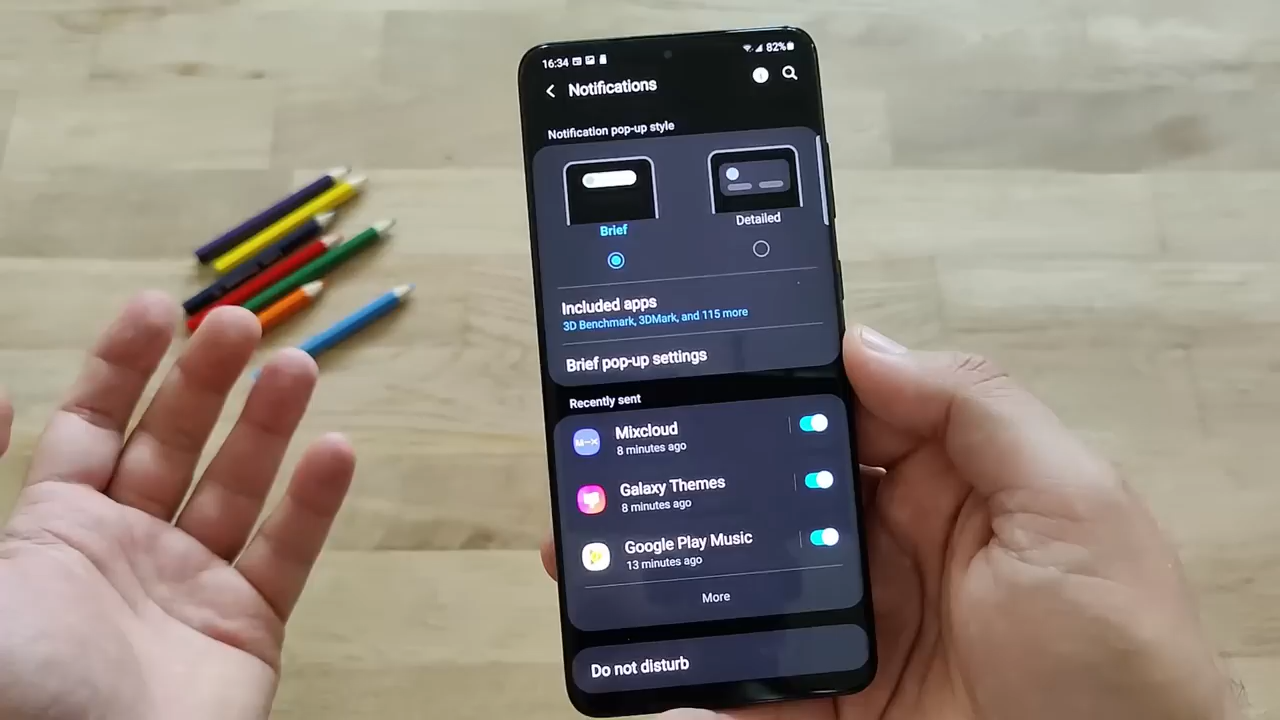 16:34 82%
Notifications
Notification pop-up style
Brief
Detailed
Included apps
3D Benchmark, 3DMark, and 115 more
Brief pop-up settings
Recently sent
Mixcloud
8 minutes ago
Galaxy Themes
8 minutes ago
Google Play Music
13 minutes ago
More
Do not disturb